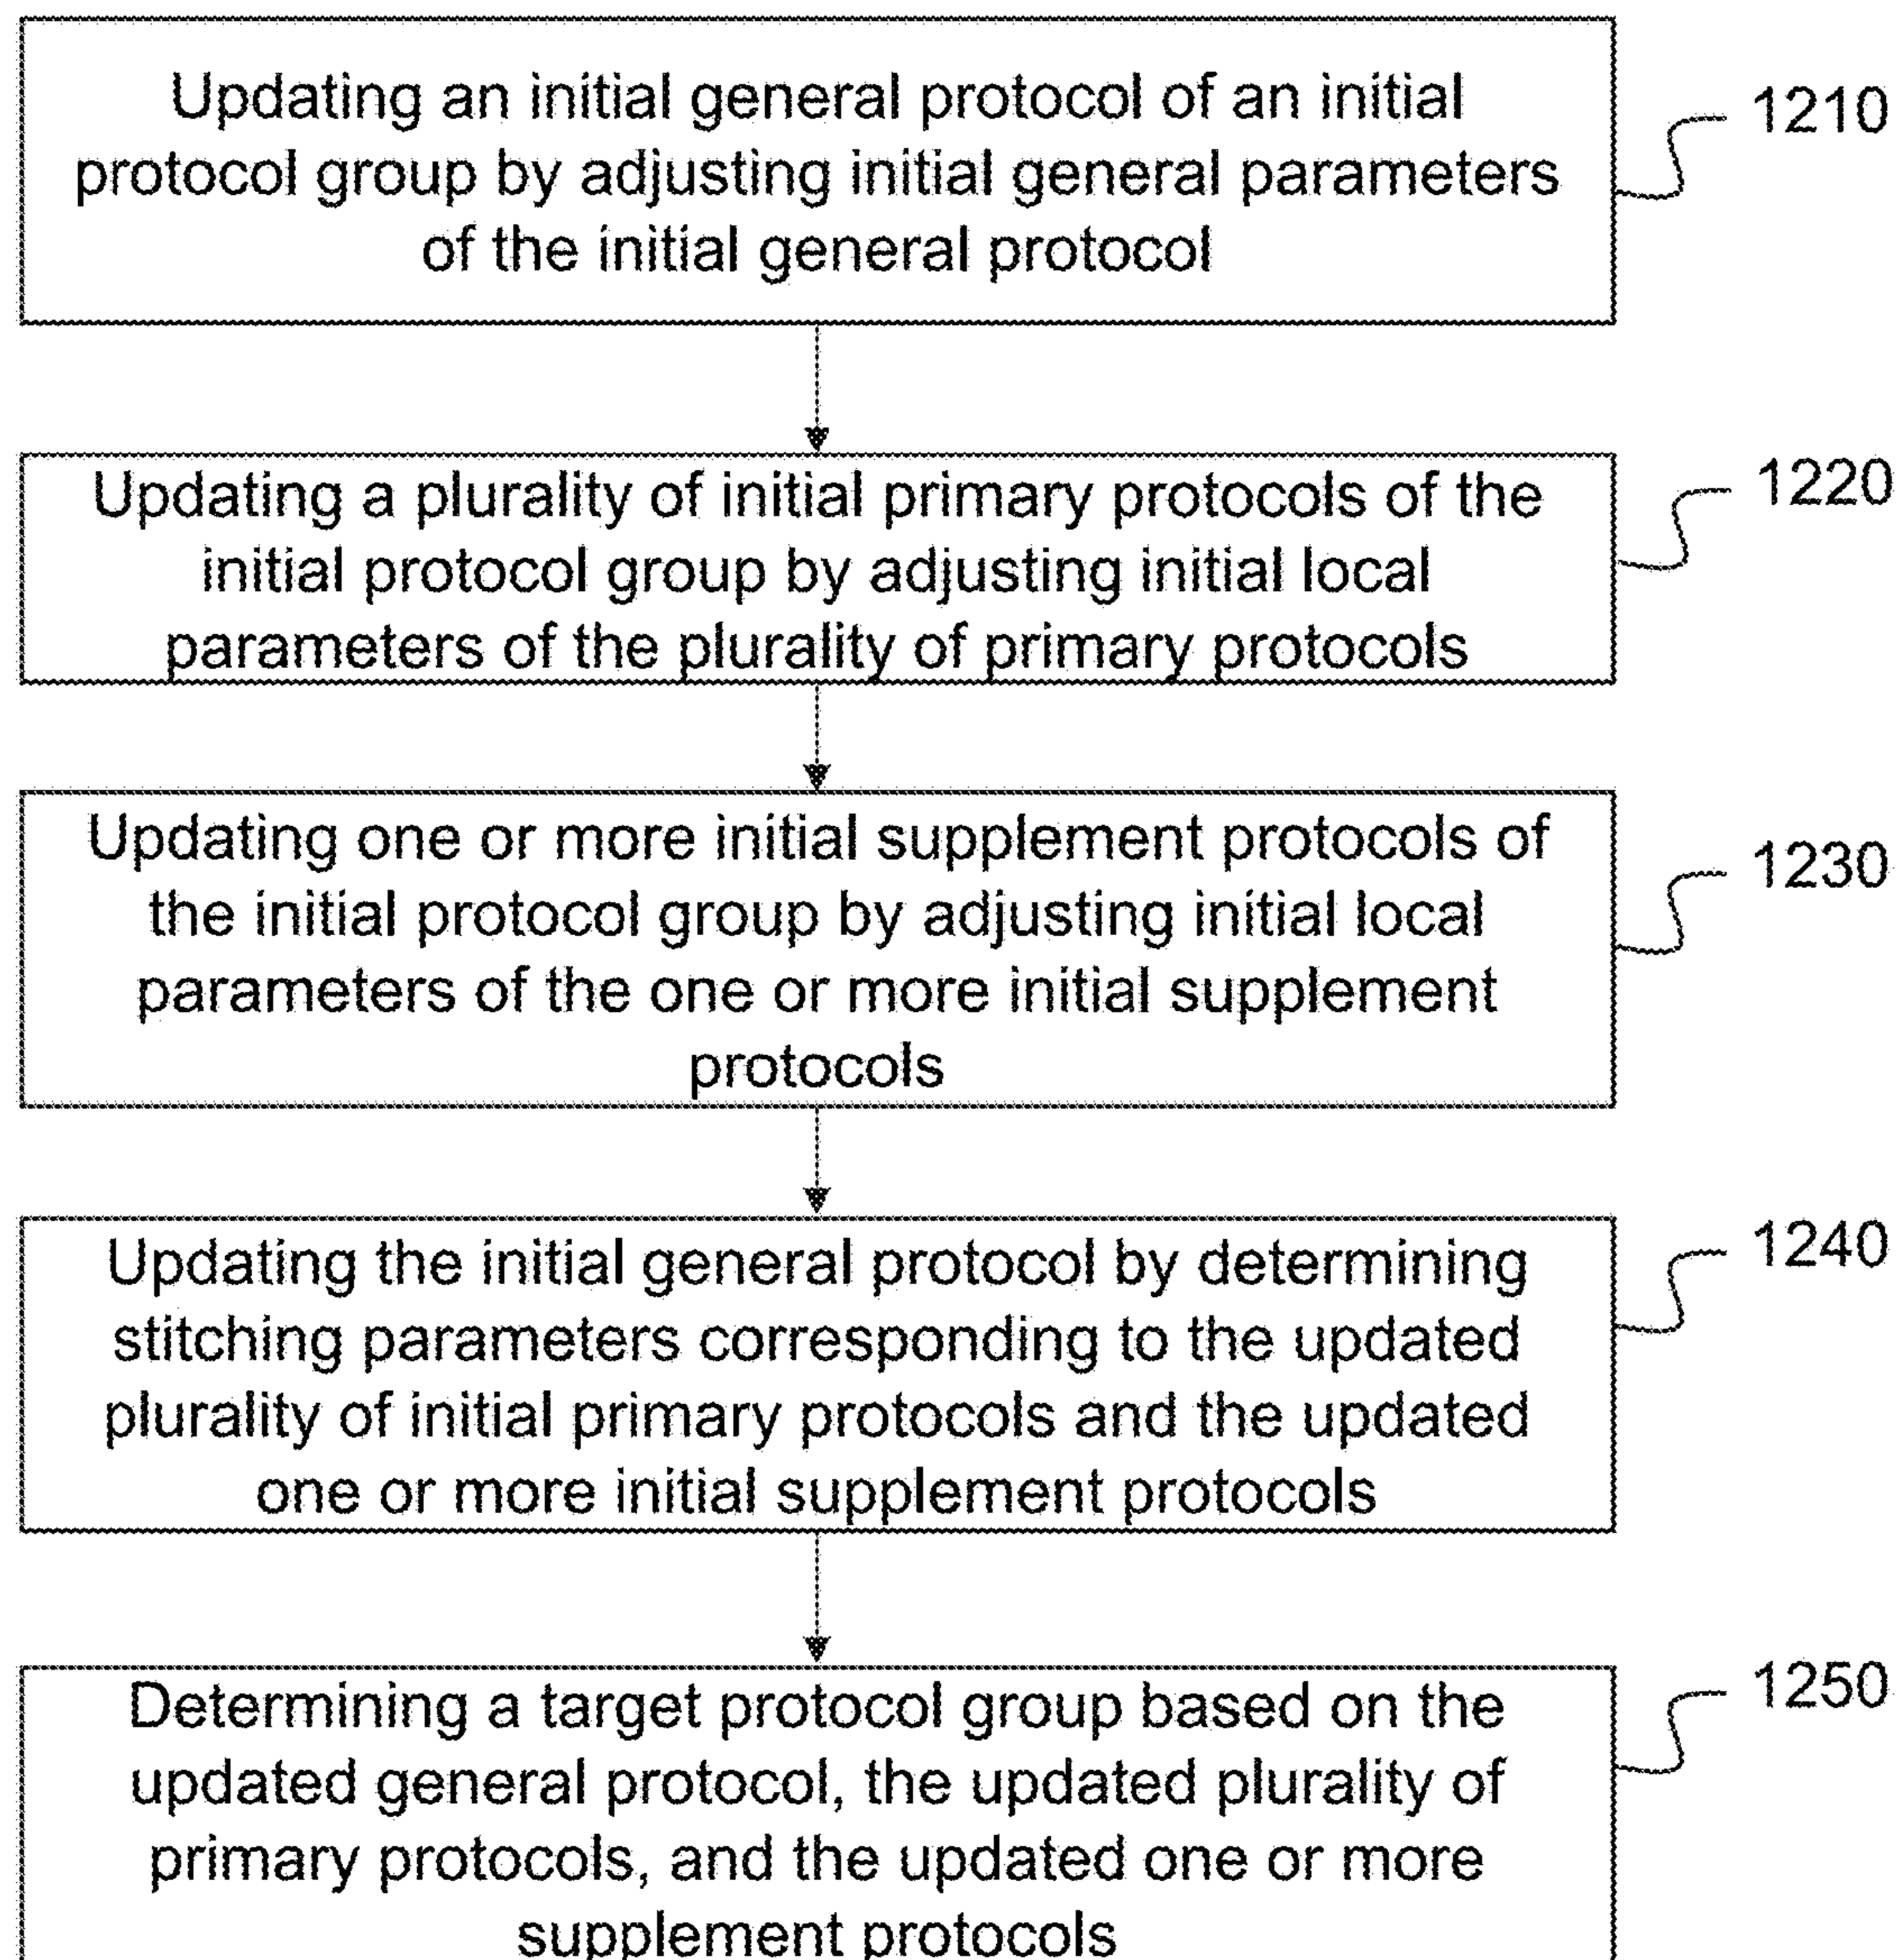 Updating an initial general protocol of an initial
protocol group by adjusting initial general parameters
of the initial general protocol
1210
Updating a plurality of initial primary protocols of the
initial protocol group by adjusting initial local
parameters of the plurality of primary protocols
1220
Updating one or more initial supplement protocols of
the initial protocol group by adjusting initial local
parameters of the one or more initial supplement
protocols
1230
Updating the initial general protocol by determining
stitching parameters corresponding to the updated
plurality of initial primary protocols and the updated
one or more initial supplement protocols
1240
Determining a target protocol group based on the
updated general protocol, the updated plurality of
primary protocols, and the updated one or more
supplement protocols
1250